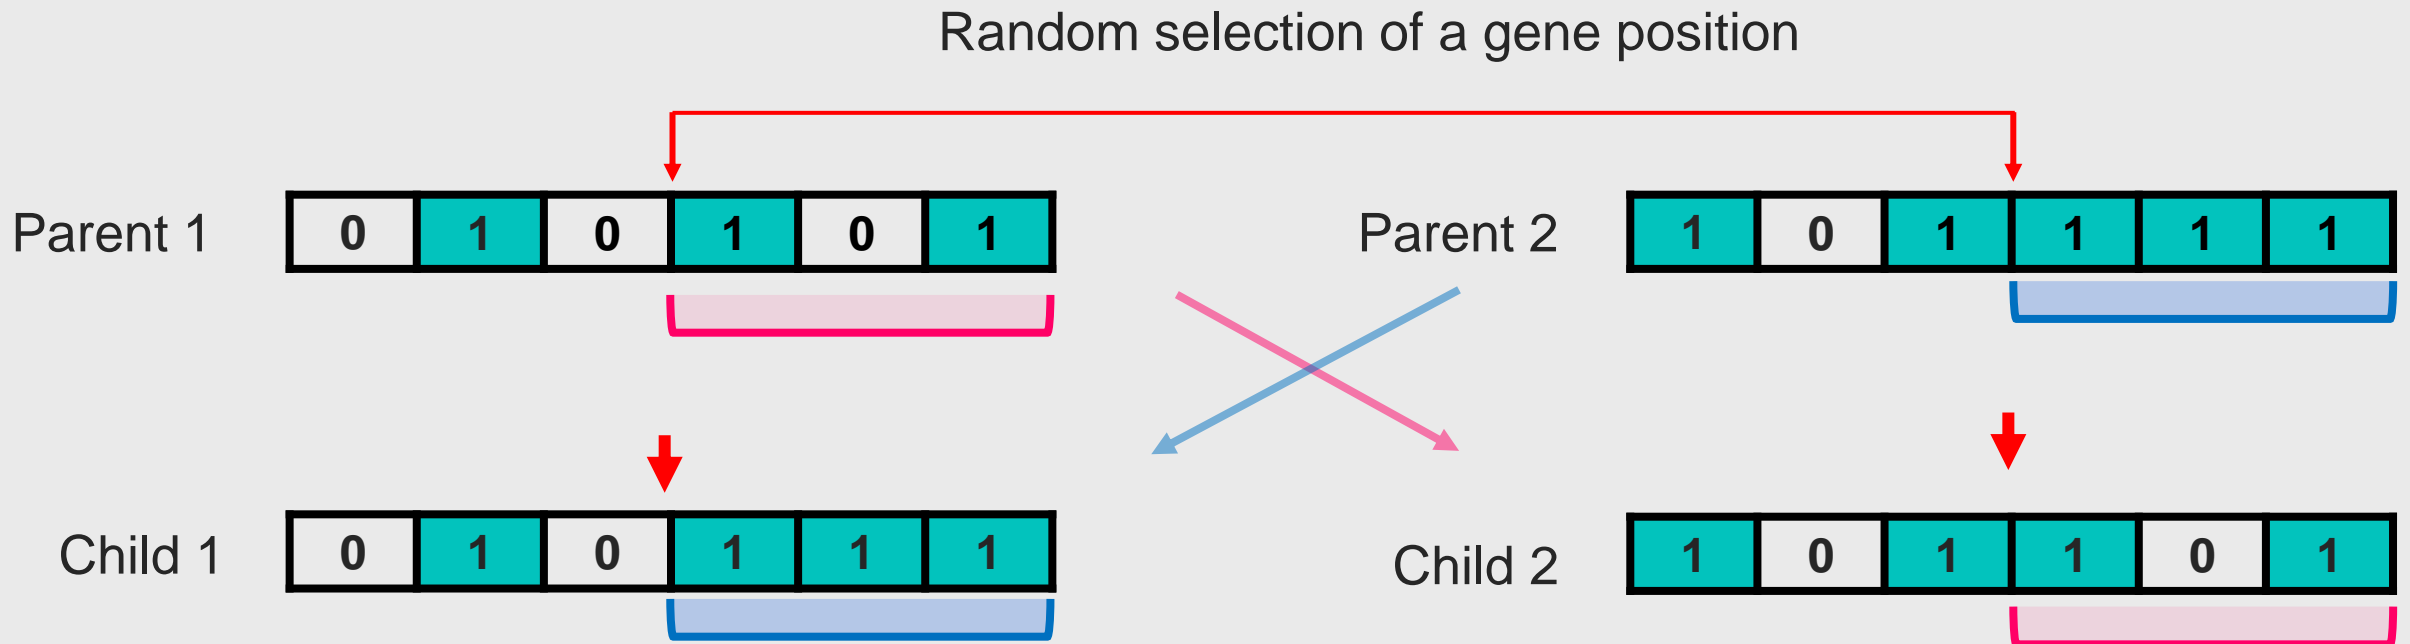 Random selection of a gene position
Parent 1 0 1 0 1 0 1 Parent 2 1 0 1 1 1 1
Child 1 0 1 0 1 1 1 Child 2 1 0 1 1 0 1